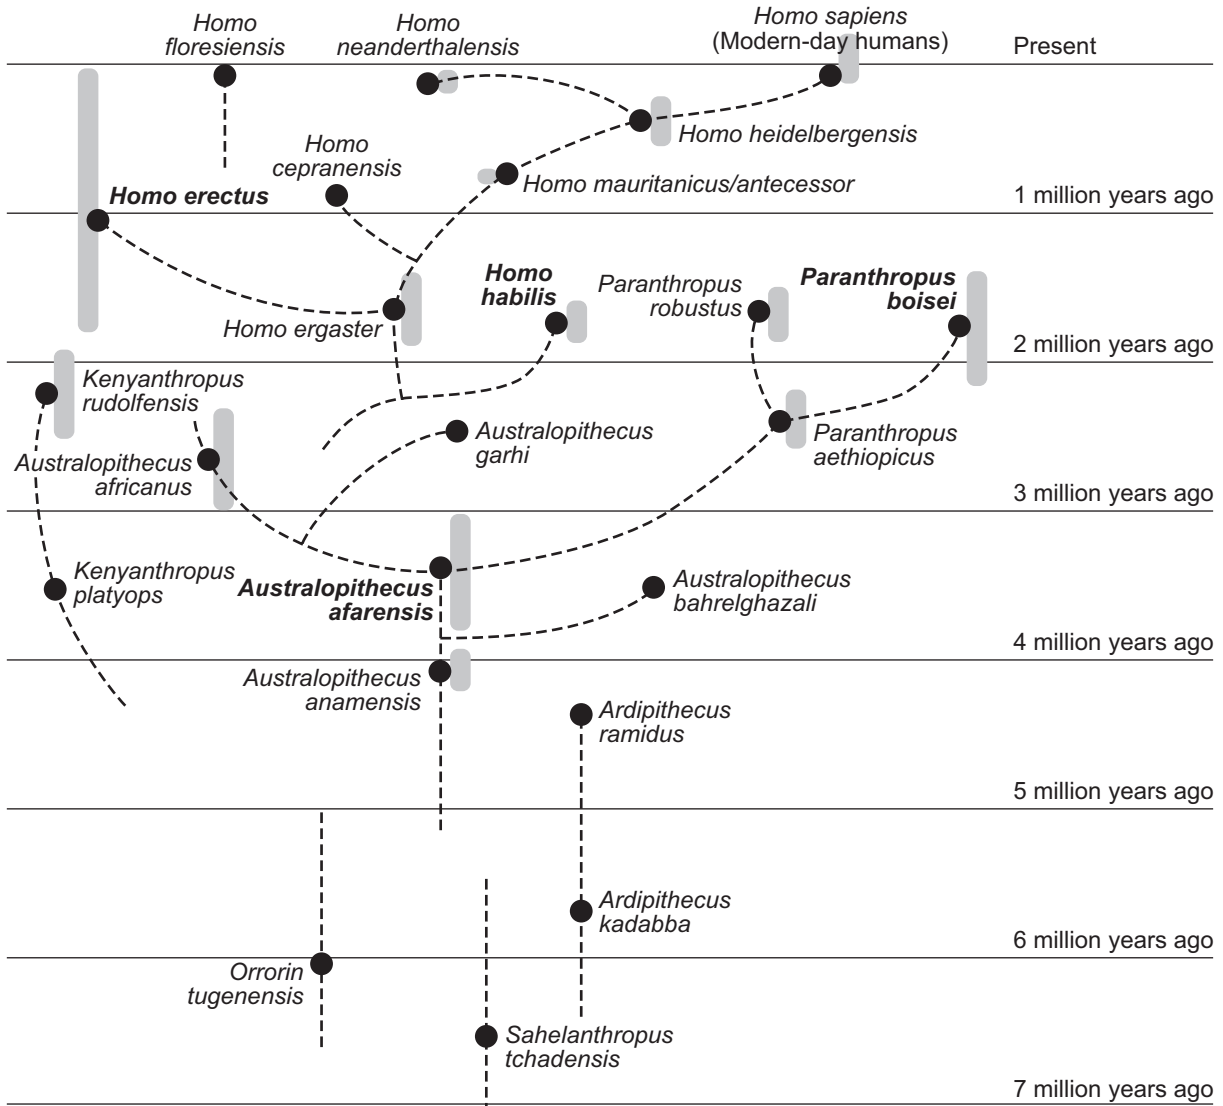 Homo
floresiensis
Homo
neanderthalensis
Homo sapiens
(Modern-day humans)
Present
Homo heidelbergensis
Homo
cepranensis
Homo mauritanicus/antecessor
Homo erectus
1 million years ago
Homo
habilis
Paranthropus
robustus
Paranthropus
boisei
Homo ergaster
2 million years ago
Kenyanthropus
rudolfensis
Australopithecus
africanus
Australopithecus
garhi
Paranthropus
aethiopicus
3 million years ago
Kenyanthropus
platyops
Australopithecus
afarensis
Australopithecus
bahrelghazali
4 million years ago
Australopithecus
anamensis
Ardipithecus
ramidus
5 million years ago
Ardipithecus
kadabba
6 million years ago
Orrorin
tugenensis
Sahelanthropus
tchadensis
7 million years ago